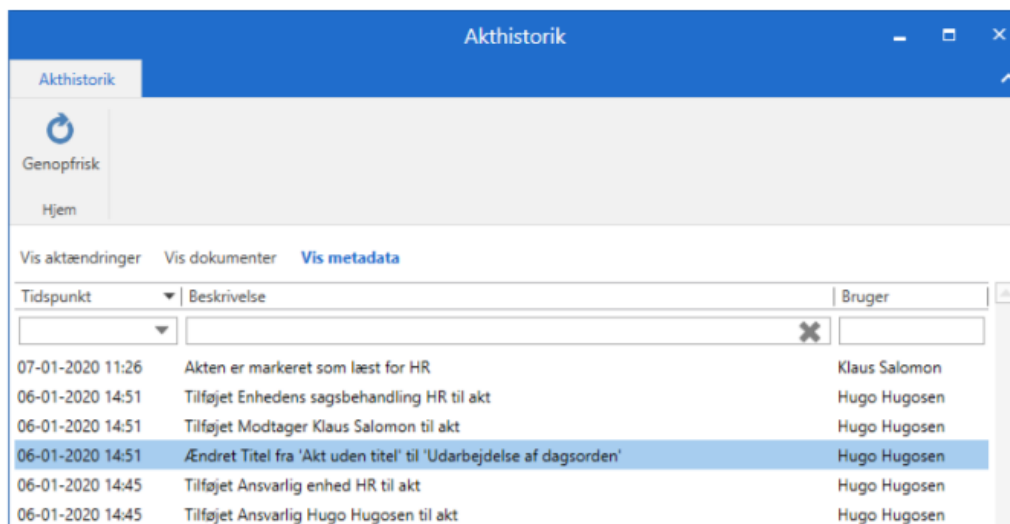 Akthistorik
Akthistorik
Genopfrisk
Hjem
Vis aktændringer Vis dokumenter Vis metadata
Tidspunkt Beskrivelse Bruger
07-01-2020 11:26 Akten er markeret som læst for HR Klaus Salomon
06-01-2020 14:51 Tilføjet Enhedens sagsbehandling HR til akt Hugo Hugosen
06-01-2020 14:51 Tilføjet Modtager Klaus Salomon til akt Hugo Hugosen
06-01-2020 14:51 Ændret Titel fra 'Akt uden titel' til 'Udarbejdelse af dagsorden' Hugo Hugosen
06-01-2020 14:45 Tilføjet Ansvarlig enhed HR til akt Hugo Hugosen
06-01-2020 14:45 Tilføjet Ansvarlig Hugo Hugosen til akt Hugo Hugosen